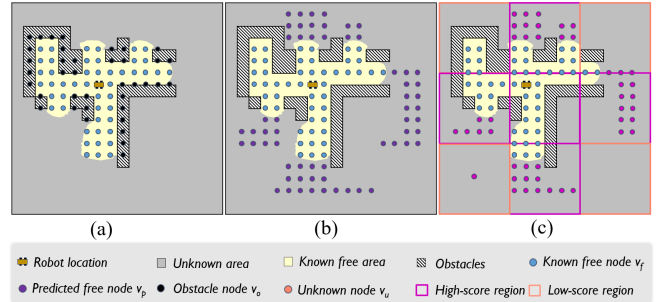 (a) (b) (c)
Robot location Unknown area Known free area Obstacles Known free node v_f
Predicted free node v_p Obstacle node v_o Unknown node v_u High-score region Low-score region